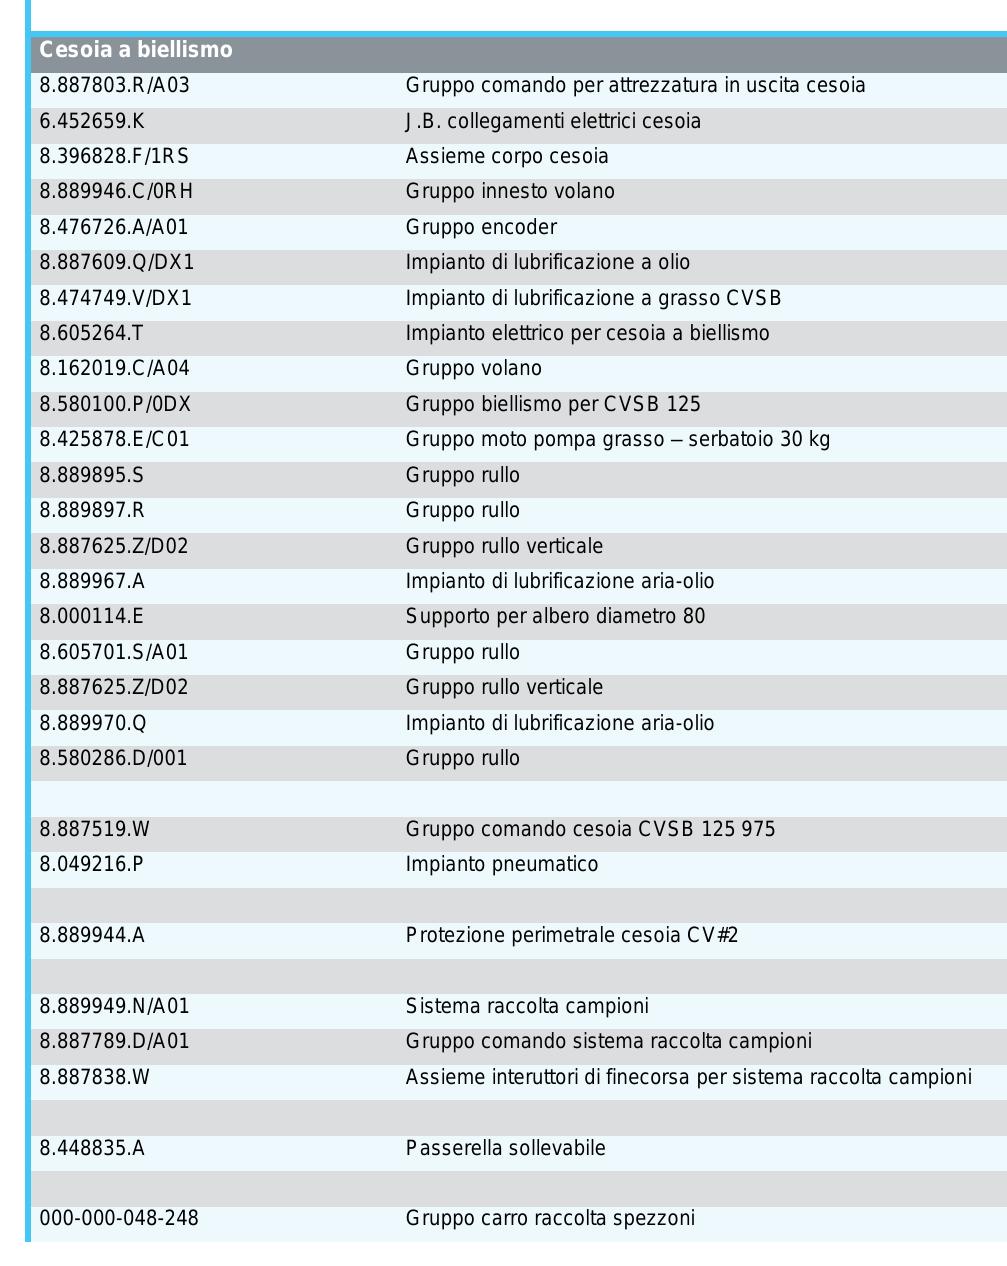 Cesoia a biellismo
8.887803.R/A03 Gruppo comando per attrezzatura in uscita cesoia
6.452659.K J.B. collegamenti elettrici cesoia
8.396828.F/1RS Assieme corpo cesoia
8.889946.C/0RH Gruppo innesto volano
8.476726.A/A01 Gruppo encoder
8.887609.Q/DX1 Impianto di lubrificazione a olio
8.474749.V/DX1 Impianto di lubrificazione a grasso CVSB
8.605264.T Impianto elettrico per cesoia a biellismo
8.162019.C/A04 Gruppo volano
8.580100.P/0DX Gruppo biellismo per CVSB 125
8.425878.E/C01 Gruppo moto pompa grasso – serbatoio 30 kg
8.889895.S Gruppo rullo
8.889897.R Gruppo rullo
8.887625.Z/D02 Gruppo rullo verticale
8.889967.A Impianto di lubrificazione aria-olio
8.000114.E Supporto per albero diametro 80
8.605701.S/A01 Gruppo rullo
8.887625.Z/D02 Gruppo rullo verticale
8.889970.Q Impianto di lubrificazione aria-olio
8.580286.D/001 Gruppo rullo
8.887519.W Gruppo comando cesoia CVSB 125 975
8.049216.P Impianto pneumatico
8.889944.A Protezione perimetrale cesoia CV#2
8.889949.N/A01 Sistema raccolta campioni
8.887789.D/A01 Gruppo comando sistema raccolta campioni
8.887838.W Assieme interuttori di finecorsa per sistema raccolta campioni
8.448835.A Passerella sollevabile
000-000-048-248 Gruppo carro raccolta spezzoni